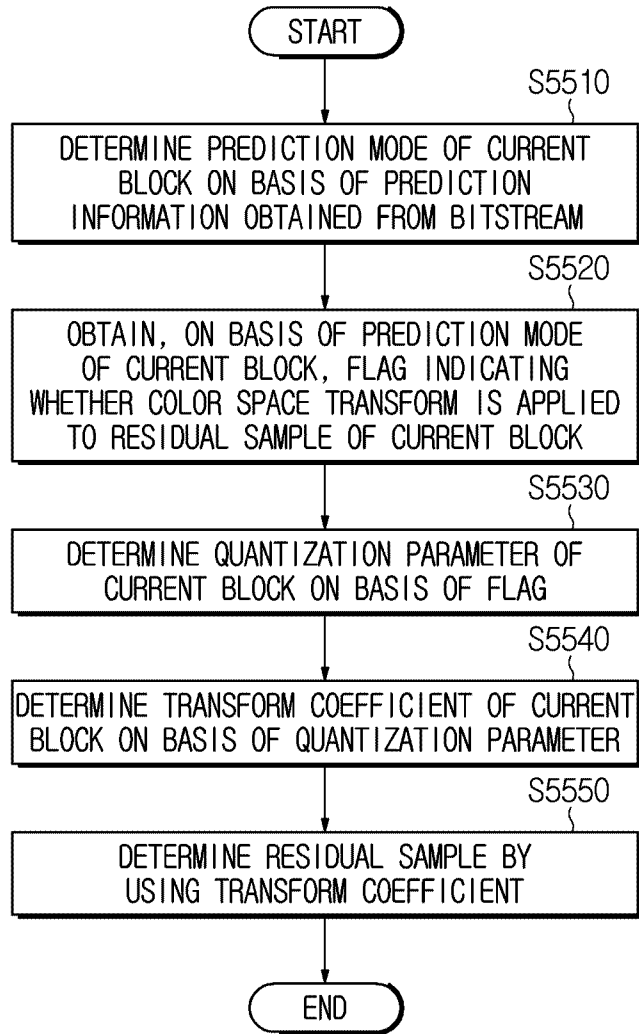 START
S5510
DETERMINE PREDICTION MODE OF CURRENT
BLOCK ON BASIS OF PREDICTION
INFORMATION OBTAINED FROM BITSTREAM
S5520
OBTAIN, ON BASIS OF PREDICTION MODE
OF CURRENT BLOCK, FLAG INDICATING
WHETHER COLOR SPACE TRANSFORM IS APPLIED
TO RESIDUAL SAMPLE OF CURRENT BLOCK
S5530
DETERMINE QUANTIZATION PARAMETER OF
CURRENT BLOCK ON BASIS OF FLAG
S5540
DETERMINE TRANSFORM COEFFICIENT OF CURRENT
BLOCK ON BASIS OF QUANTIZATION PARAMETER
S5550
DETERMINE RESIDUAL SAMPLE BY
USING TRANSFORM COEFFICIENT
END